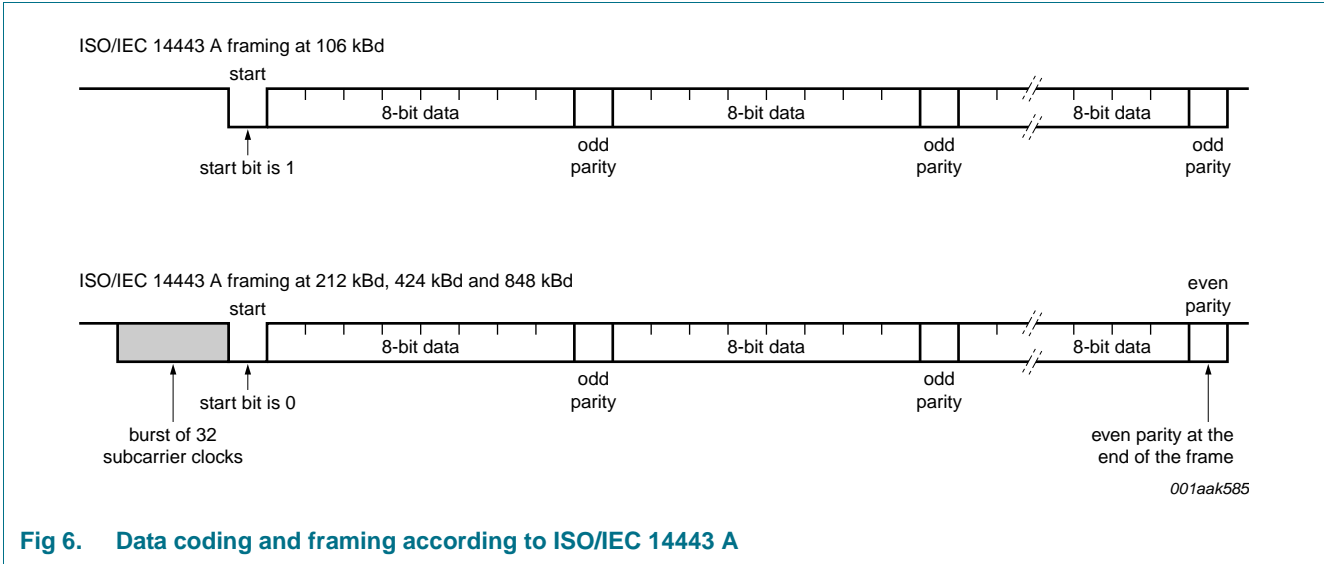 ISO/IEC 14443 A framing at 106 kBd
start
8-bit data
8-bit data
8-bit data
start bit is 1
odd
parity
odd
parity
odd
parity
ISO/IEC 14443 A framing at 212 kBd, 424 kBd and 848 kBd
even
parity
start
8-bit data
8-bit data
8-bit data
start bit is 0
odd
parity
odd
parity
burst of 32
subcarrier clocks
even parity at the
end of the frame
001aak585
Fig 6. Data coding and framing according to ISO/IEC 14443 A